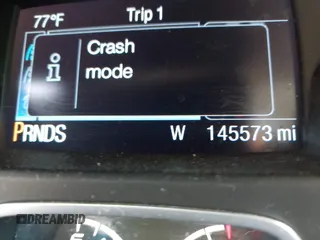 77°F Trip 1
i Crash
mode
PRNDS W 145573 mi
DREAMBID